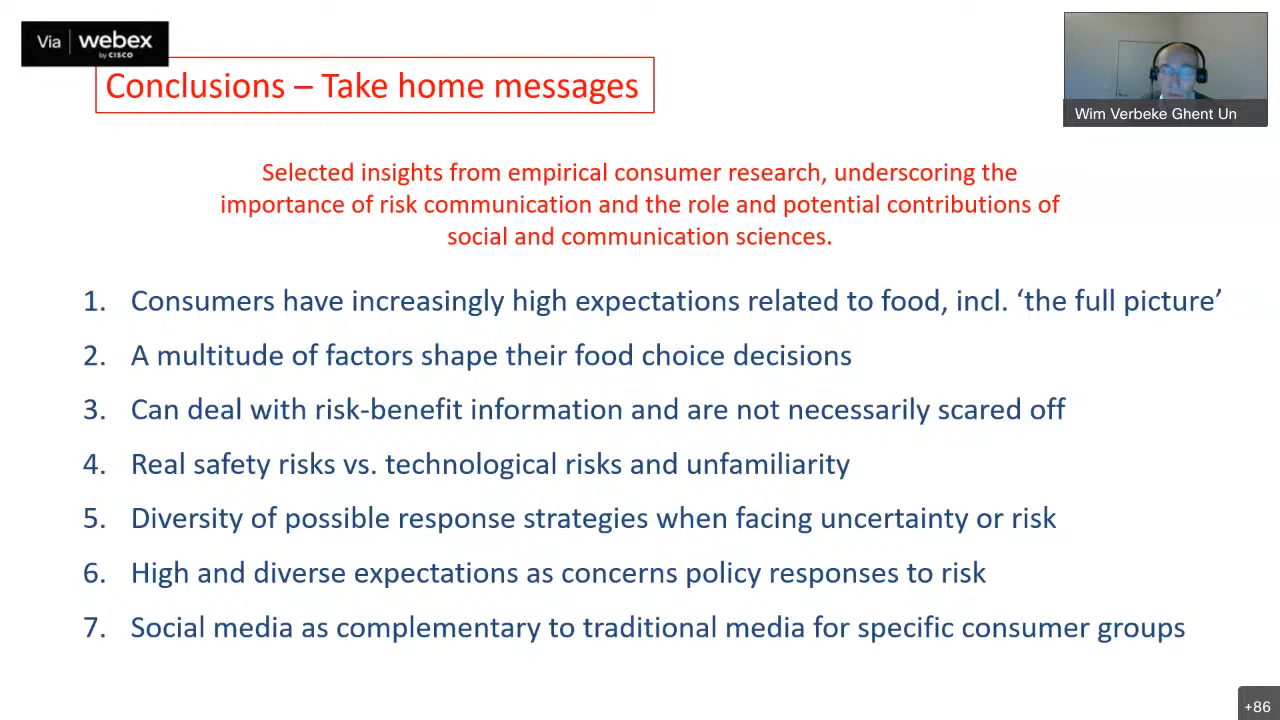 Via webex
by CISCO
Conclusions – Take home messages
Wim Verbeke Ghent Un
Selected insights from empirical consumer research, underscoring the
importance of risk communication and the role and potential contributions of
social and communication sciences.
1. Consumers have increasingly high expectations related to food, incl. ‘the full picture’
2. A multitude of factors shape their food choice decisions
3. Can deal with risk-benefit information and are not necessarily scared off
4. Real safety risks vs. technological risks and unfamiliarity
5. Diversity of possible response strategies when facing uncertainty or risk
6. High and diverse expectations as concerns policy responses to risk
7. Social media as complementary to traditional media for specific consumer groups
+86